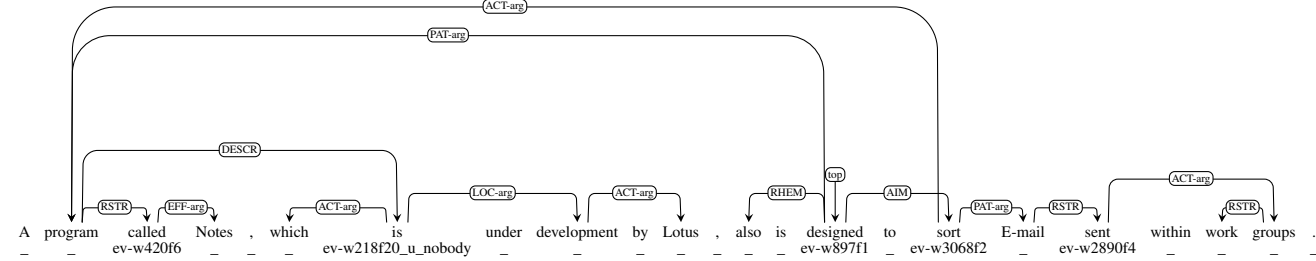 ACT-arg
PAT-arg
DESCR
top
ACT-arg
LOC-arg
ACT-arg
RHEM
AIM
RSTR
EFF-arg
ACT-arg
PAT-arg
RSTR
RSTR
A program called Notes , which is under development by Lotus , also is designed to sort E-mail sent within work groups .
_ _ ev-w420f6 _ _ _ ev-w218f20_u_nobody _ _ _ _ _ _ _ ev-w897f1 _ ev-w3068f2 _ ev-w2890f4 _ _ _ _